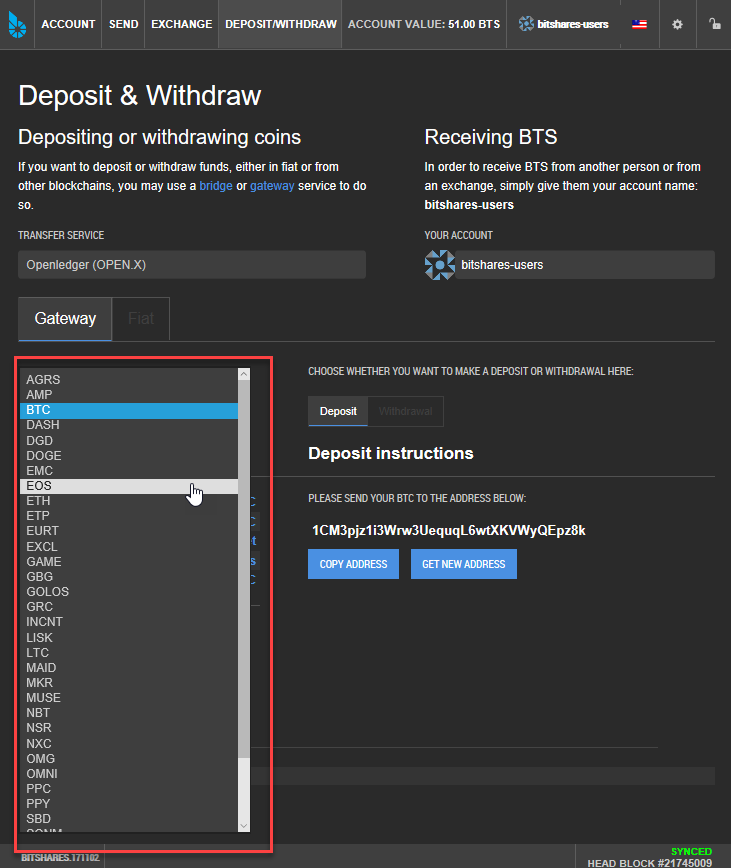 ACCOUNT SEND EXCHANGE DEPOSIT/WITHDRAW ACCOUNT VALUE: 51.00 BTS bitshares-users
Deposit & Withdraw
Depositing or withdrawing coins
If you want to deposit or withdraw funds, either in fiat or from
other blockchains, you may use a bridge or gateway service to do
so.
TRANSFER SERVICE
Openledger (OPEN.X)
Receiving BTS
In order to receive BTS from another person or from
an exchange, simply give them your account name:
bitshares-users
YOUR ACCOUNT
bitshares-users
Gateway Fiat
AGRS
AMP
BTC
DASH
DGD
DOGE
EMC
EOS
ETH
ETP
EURT
EXCL
GAME
GBG
GOLOS
GRC
INCNT
LISK
LTC
MAID
MKR
MUSE
NBT
NSR
NXC
OMG
OMNI
PPC
PPY
SBD
CHOOSE WHETHER YOU WANT TO MAKE A DEPOSIT OR WITHDRAWAL HERE:
Deposit Withdrawal
Deposit instructions
PLEASE SEND YOUR BTC TO THE ADDRESS BELOW:
1CM3pjz1i3Wrw3UequqL6wtXKVWyQEpz8k
COPY ADDRESS GET NEW ADDRESS
BITSHARES.171102
SYNCED
HEAD BLOCK #21745009